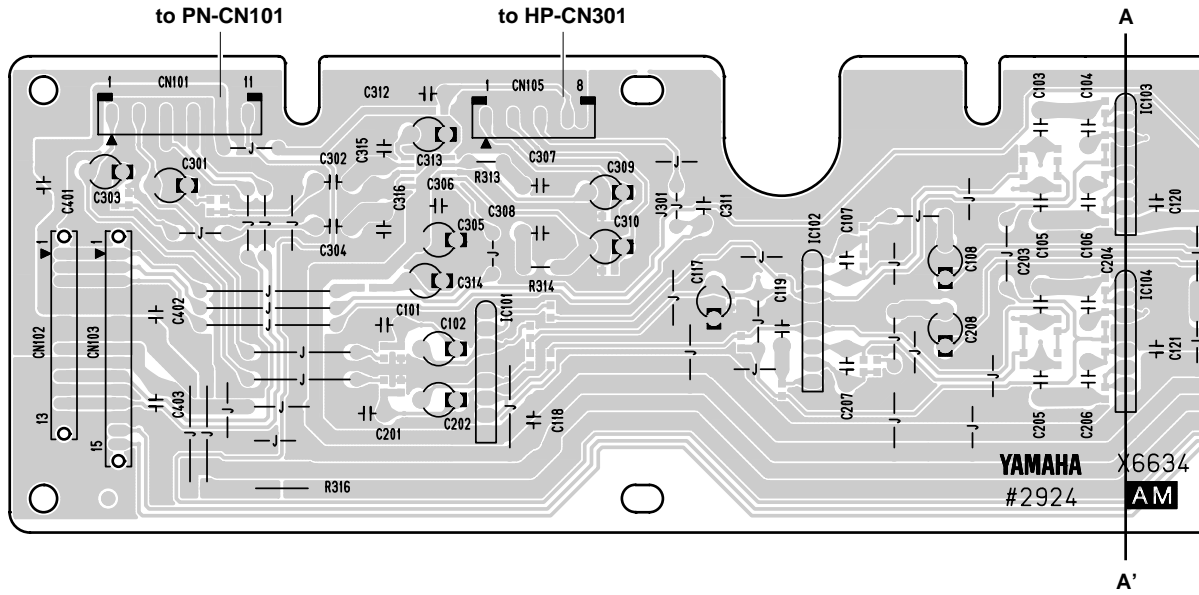 to PN-CN101
to HP-CN301
A
1
CN101
11
C312
1
CN105
8
C103
C104
IC103
J
C315
C313
C307
C302
C301
R313
C309
J
C303
C401
C316
C306
J301
C311
J
J
J
J
C305
C308
C310
IC102
C107
J
J
C120
J
C304
J
C108
J
C203
C105
C106
C204
IC104
1
1
R314
C117
J
C119
C314
J
J
J
J
IC101
C101
C102
J
C208
J
CN102
CN103
C402
J
J
J
C121
J
J
J
C207
C403
J
J
J
J
J
C201
C202
J
C118
J
J
C205
C206
13
15
J
R316
YAMAHA
X6634
#2924
AM
A'